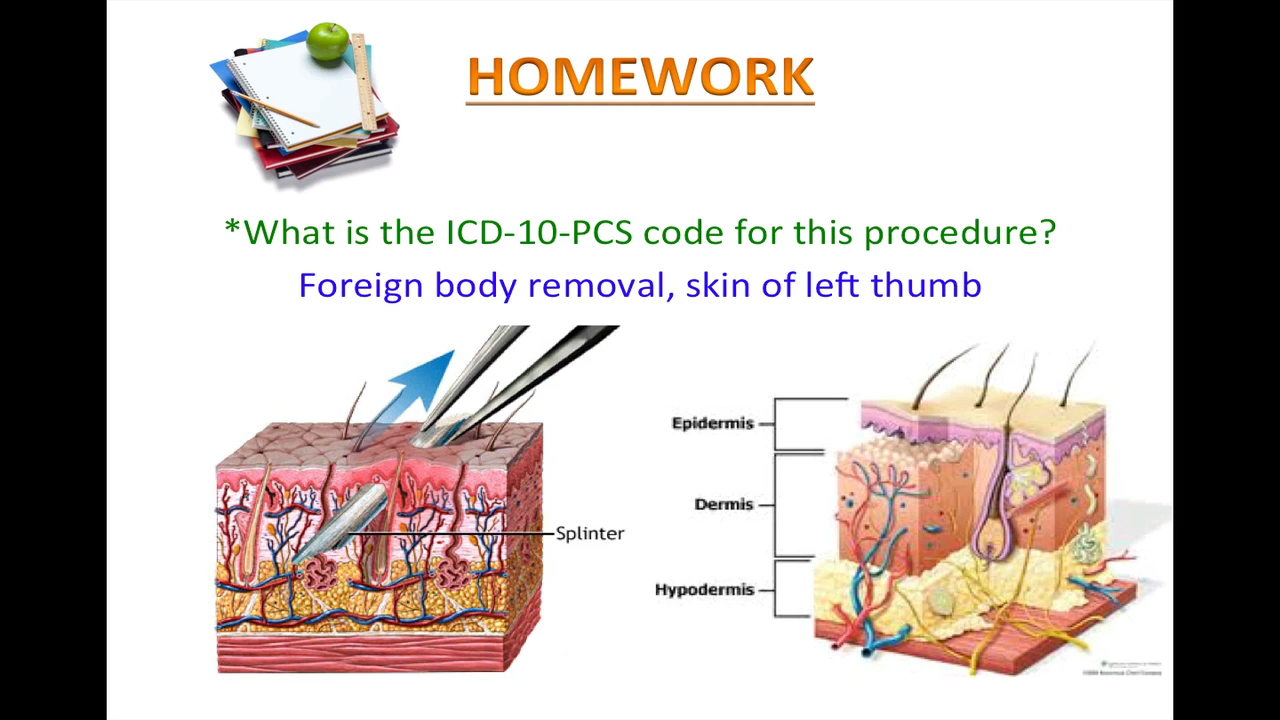 HOMEWORK
*What is the ICD-10-PCS code for this procedure?
Foreign body removal, skin of left thumb
Splinter
Epidermis
Dermis
Hypodermis